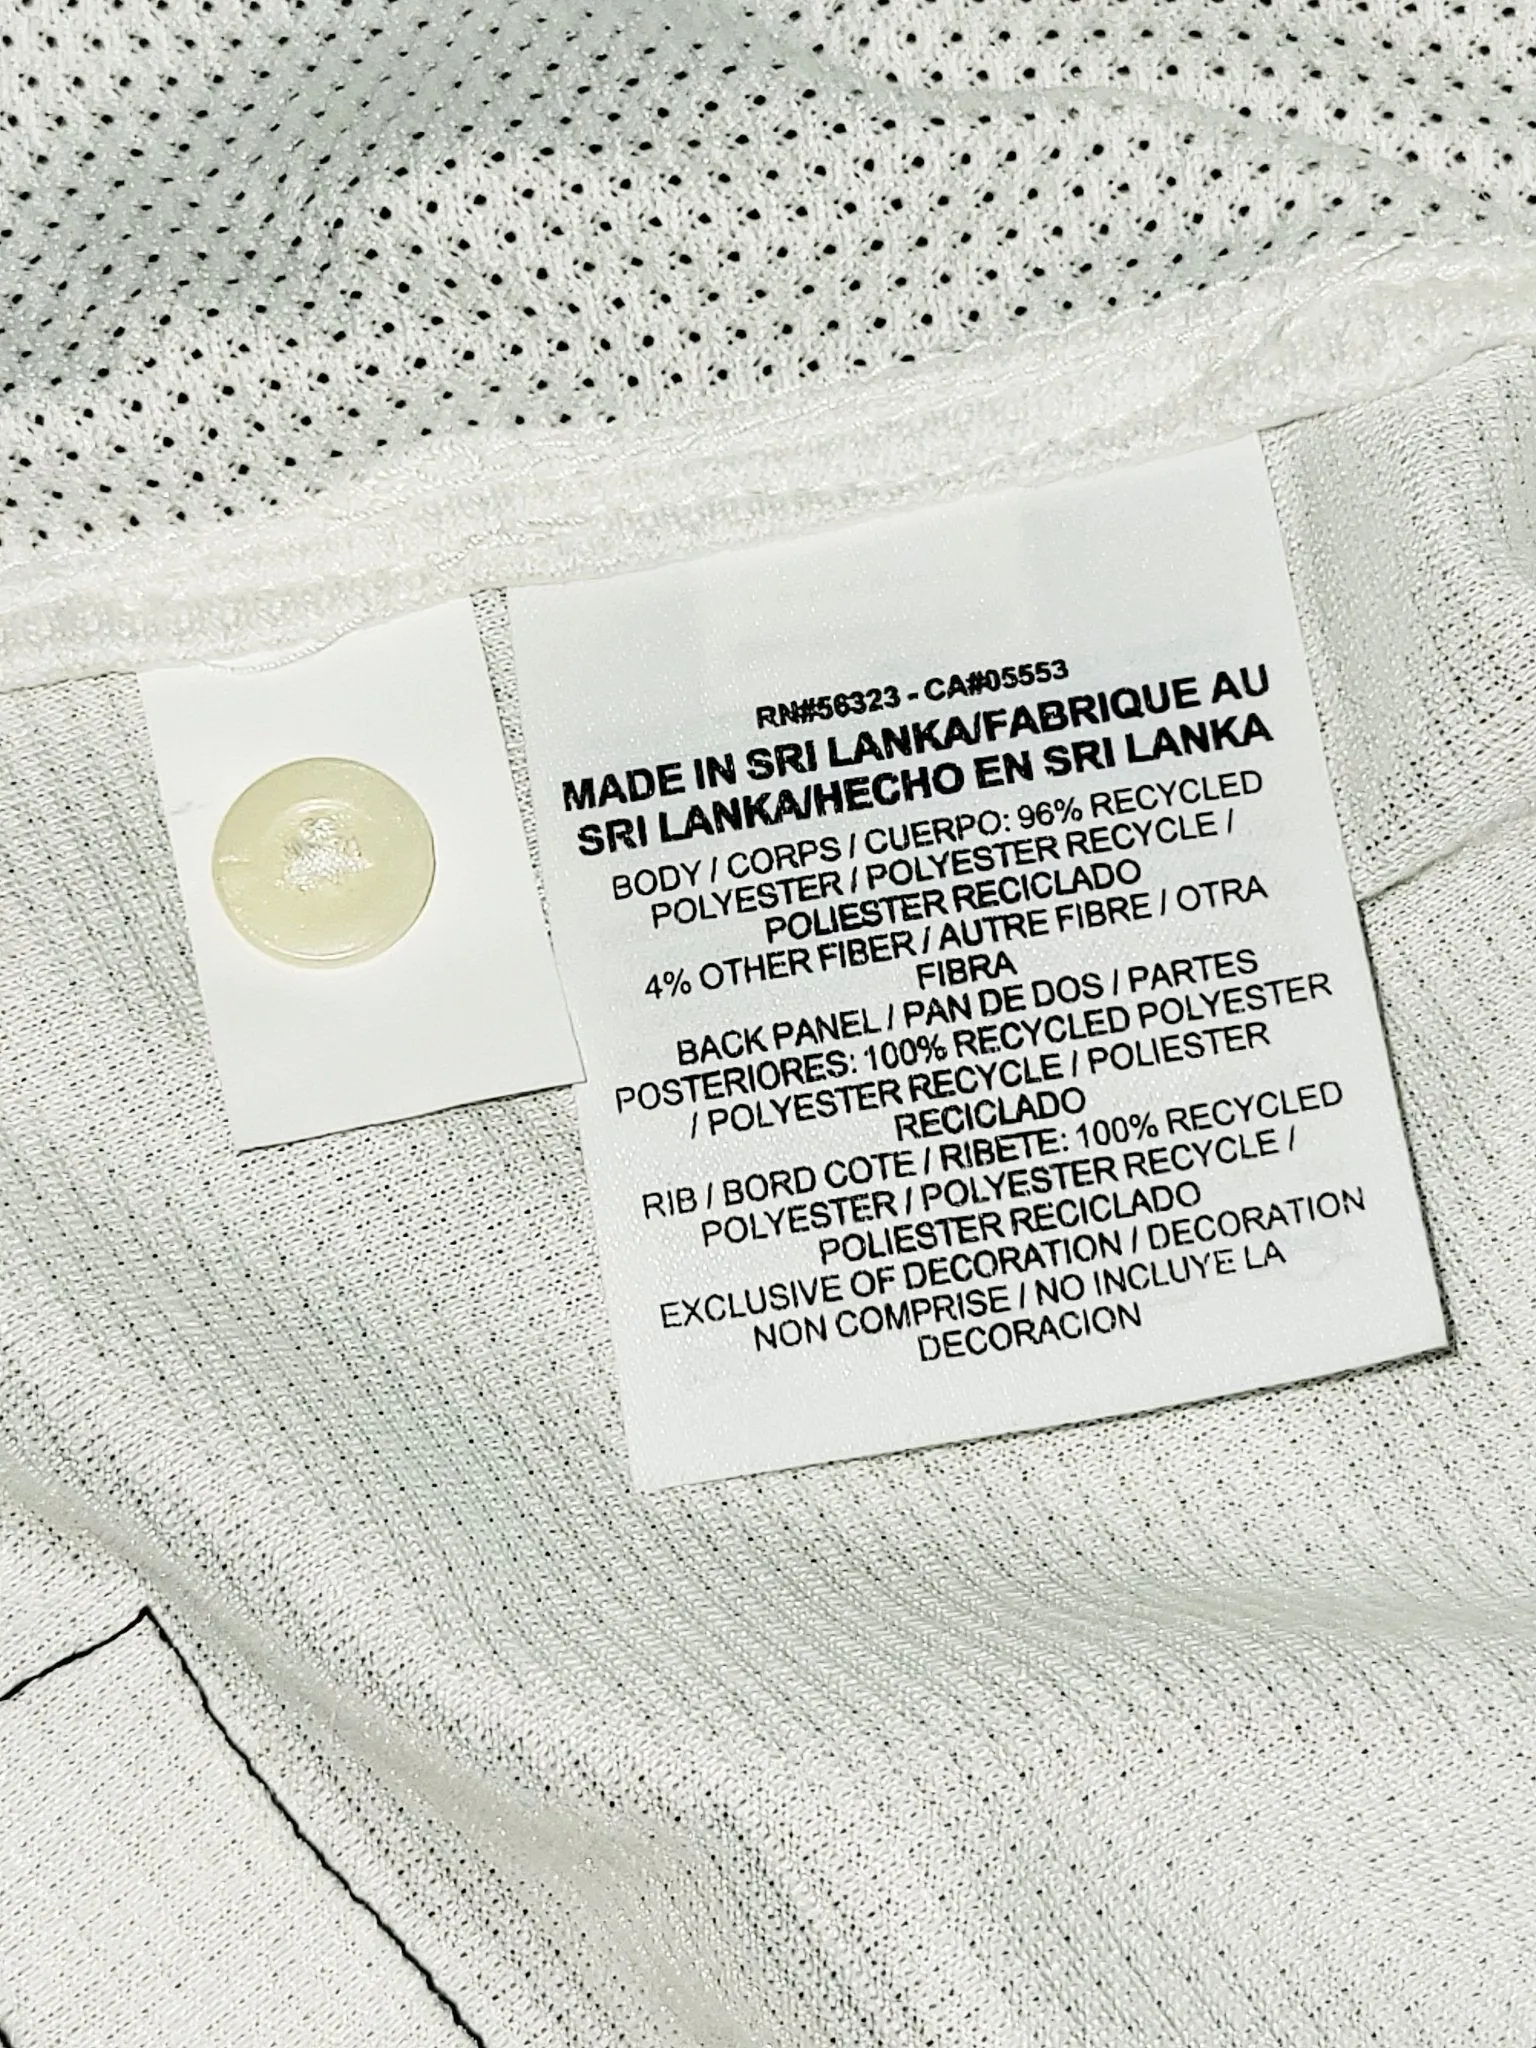 RN#56323 - CA#05553
MADE IN SRI LANKA/FABRIQUE AU
SRI LANKA/HECHO EN SRI LANKA
BODY / CORPS / CUERPO: 96% RECYCLED
POLYESTER / POLYESTER RECYCLE /
POLIESTER RECICLADO
4% OTHER FIBER / AUTRE FIBRE / OTRA
FIBRA
BACK PANEL / PAN DE DOS / PARTES
POSTERIORES: 100% RECYCLED POLYESTER
/ POLYESTER RECYCLE / POLIESTER
RECICLADO
RIB / BORD COTE / RIBETE: 100% RECYCLED
POLYESTER / POLYESTER RECYCLE /
POLIESTER RECICLADO
EXCLUSIVE OF DECORATION / DECORATION
NON COMPRISE / NO INCLUYE LA
DECORACION